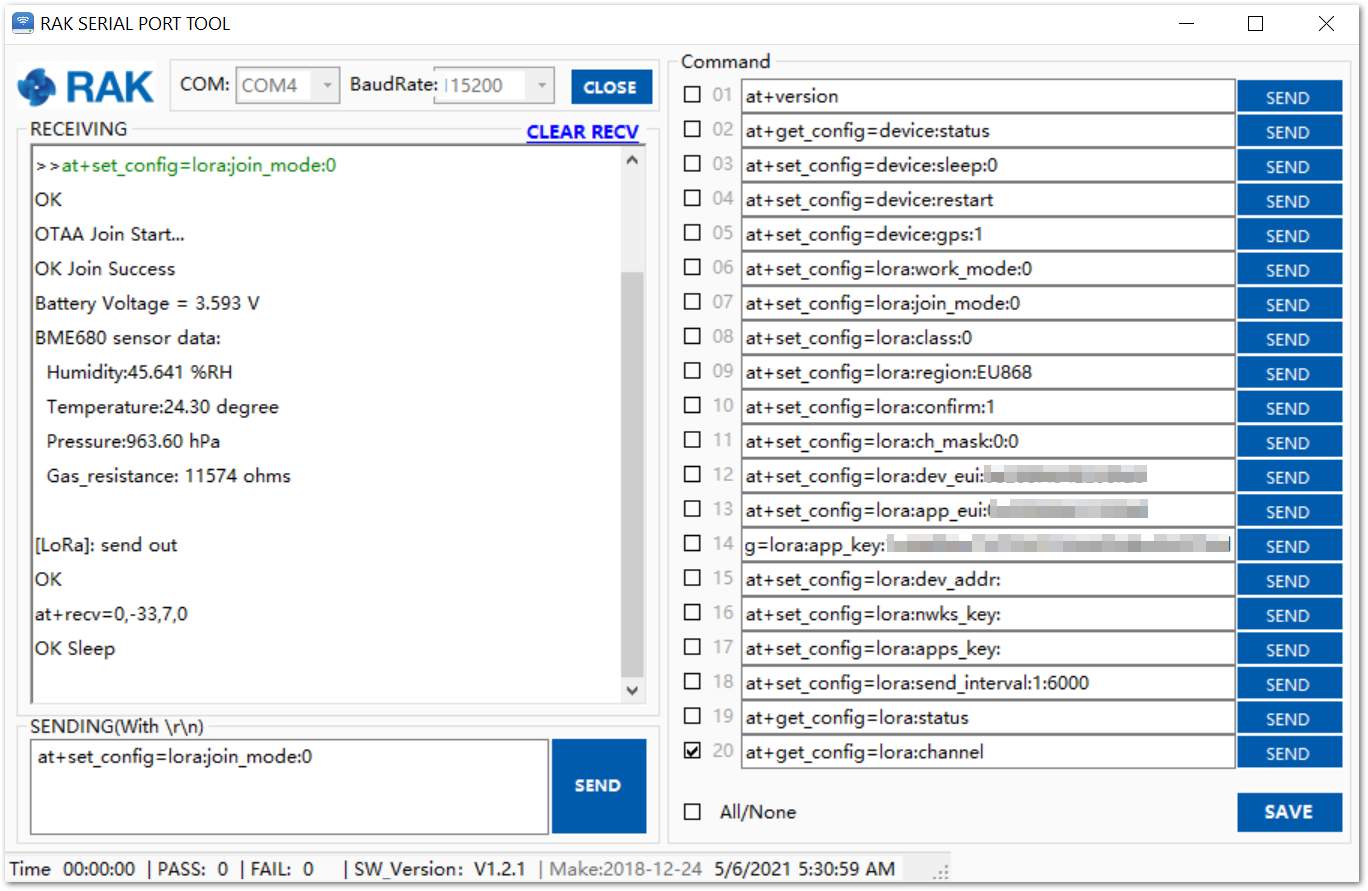 RAK SERIAL PORT TOOL
RAK
COM: COM4 BaudRate: 115200 CLOSE
RECEIVING CLEAR RECV
>>at+set_config=lora:join_mode:0
OK
OTAA Join Start...
OK Join Success
Battery Voltage = 3.593 V
BME680 sensor data:
Humidity:45.641 %RH
Temperature:24.30 degree
Pressure:963.60 hPa
Gas_resistance: 11574 ohms
[LoRa]: send out
OK
at+recv=0,-33,7,0
OK Sleep
SENDING(With \r\n)
at+set_config=lora:join_mode:0
SEND
Command
01 at+version SEND
02 at+get_config=device:status SEND
03 at+set_config=device:sleep:0 SEND
04 at+set_config=device:restart SEND
05 at+set_config=device:gps:1 SEND
06 at+set_config=lora:work_mode:0 SEND
07 at+set_config=lora:join_mode:0 SEND
08 at+set_config=lora:class:0 SEND
09 at+set_config=lora:region:EU868 SEND
10 at+set_config=lora:confirm:1 SEND
11 at+set_config=lora:ch_mask:0:0 SEND
12 at+set_config=lora:dev_eui: SEND
13 at+set_config=lora:app_eui: SEND
14 g=lora:app_key: SEND
15 at+set_config=lora:dev_addr: SEND
16 at+set_config=lora:nwks_key: SEND
17 at+set_config=lora:apps_key: SEND
18 at+set_config=lora:send_interval:1:6000 SEND
19 at+get_config=lora:status SEND
20 at+get_config=lora:channel SEND
All/None SAVE
Time 00:00:00 | PASS: 0 | FAIL: 0 | SW_Version: V1.2.1 | Make:2018-12-24 5/6/2021 5:30:59 AM